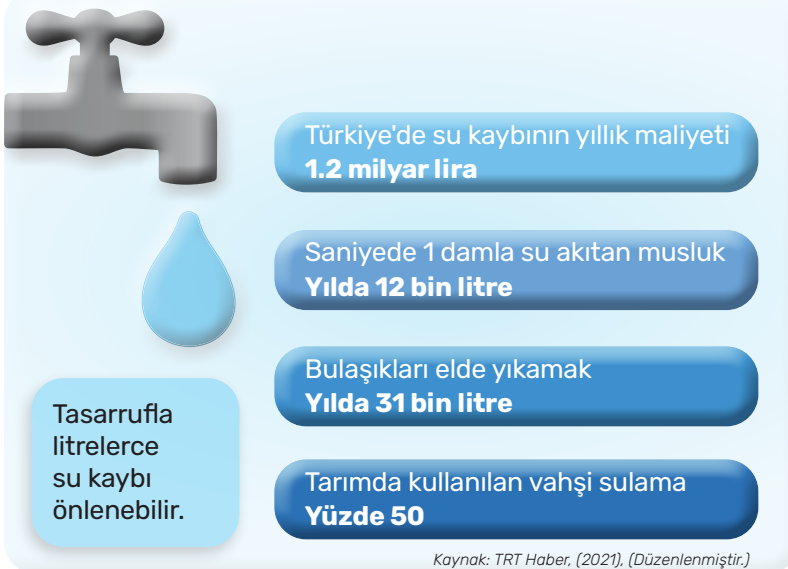 Türkiye'de su kaybının yıllık maliyeti
1.2 milyar lira
Saniyede 1 damla su akıtan musluk
Yılda 12 bin litre
Bulaşıkları elde yıkamak
Yılda 31 bin litre
Tarımda kullanılan vahşi sulama
Yüzde 50
Tasarrufla
litrelerce
su kaybı
önlenebilir.
Kaynak: TRT Haber, (2021), (Düzenlenmiştir.)